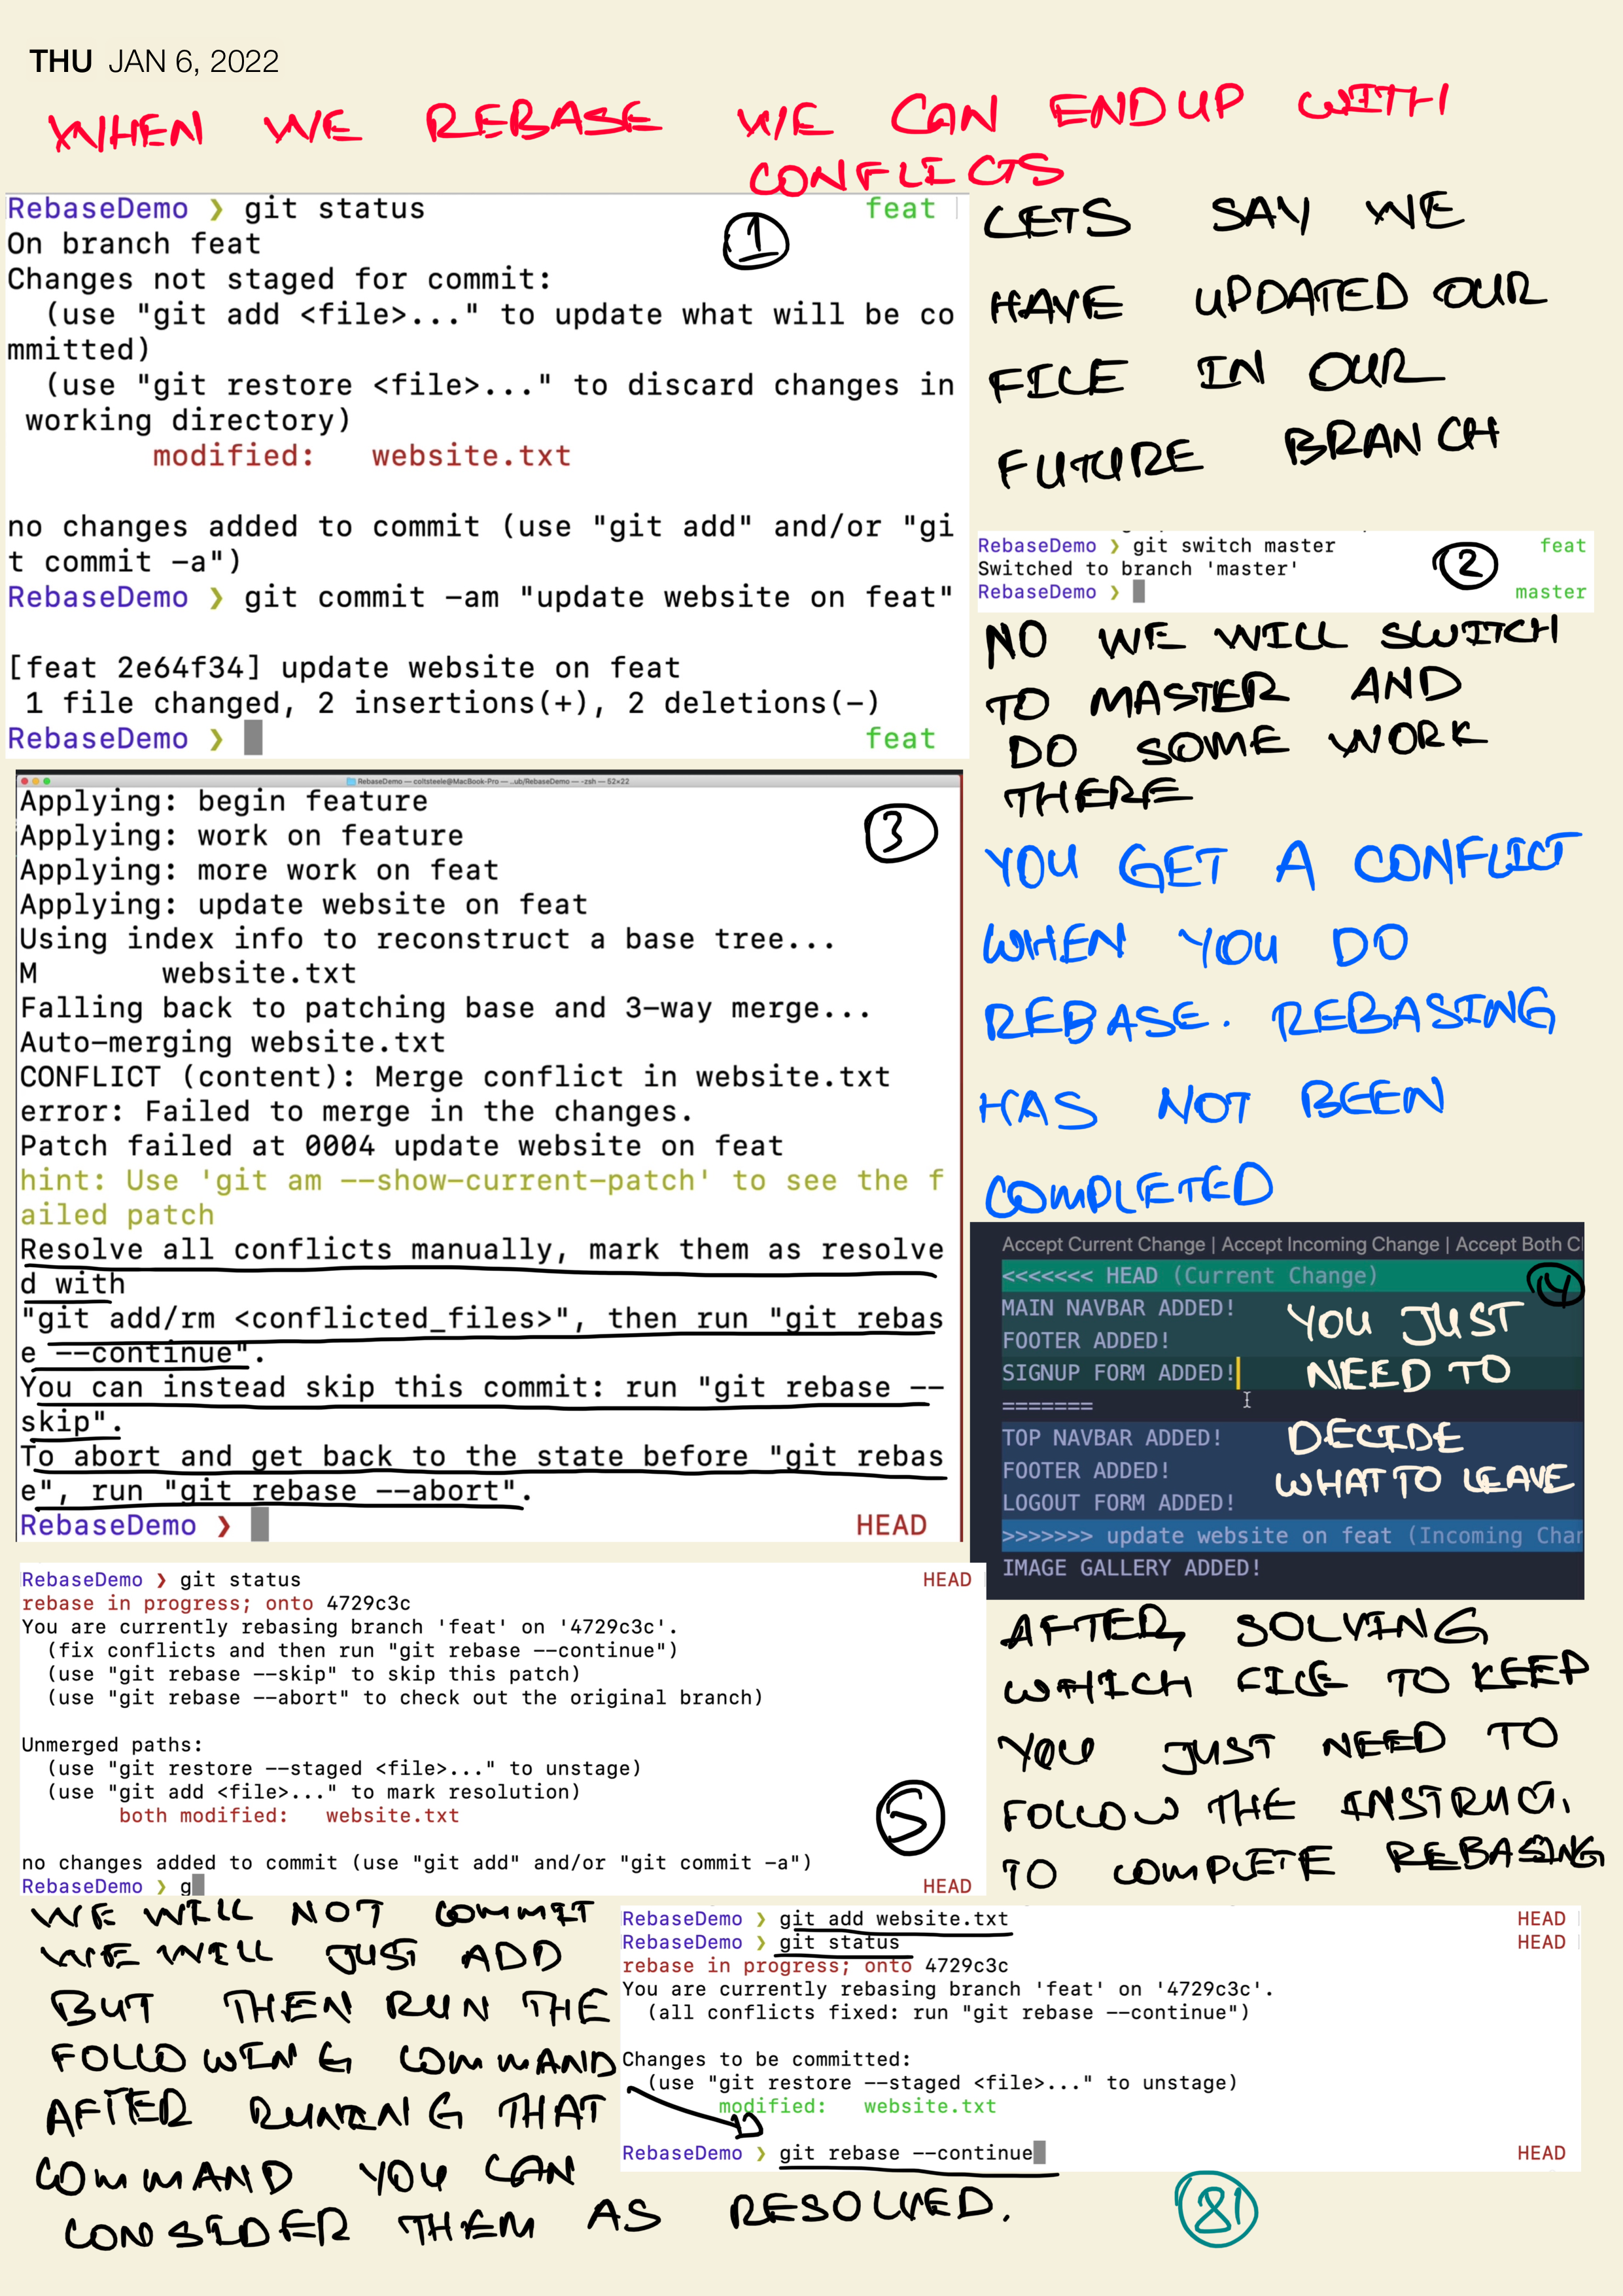 THU JAN 6, 2022
WHEN WE REBASE WE CAN ENDUP WITH
CONFLICTS
RebaseDemo ❯ git status feat
On branch feat
Changes not staged for commit:
(use "git add <file>..." to update what will be co
mmitted)
(use "git restore <file>..." to discard changes in
working directory)
modified: website.txt
no changes added to commit (use "git add" and/or "gi
t commit -a")
RebaseDemo ❯ git commit -am "update website on feat"
[feat 2e64f34] update website on feat
1 file changed, 2 insertions(+), 2 deletions(-)
RebaseDemo ❯ feat
1
LETS SAY WE
HAVE UPDATED OUR
FILE IN OUR
FUTURE BRANCH
RebaseDemo ❯ git switch master feat
Switched to branch 'master'
RebaseDemo ❯ master
2
NO WE WILL SWITCH
TO MASTER AND
DO SOME WORK
THERE
RebaseDemo — coltsteele@MacBook-Pro — ..ub/RebaseDemo — -zsh — 52×22
Applying: begin feature
Applying: work on feature
Applying: more work on feat
Applying: update website on feat
Using index info to reconstruct a base tree...
M website.txt
Falling back to patching base and 3-way merge...
Auto-merging website.txt
CONFLICT (content): Merge conflict in website.txt
error: Failed to merge in the changes.
Patch failed at 0004 update website on feat
hint: Use 'git am --show-current-patch' to see the f
ailed patch
Resolve all conflicts manually, mark them as resolve
d with
"git add/rm <conflicted_files>", then run "git rebas
e --continue".
You can instead skip this commit: run "git rebase --
skip".
To abort and get back to the state before "git rebas
e", run "git rebase --abort".
RebaseDemo ❯ HEAD
3
YOU GET A CONFLICT
WHEN YOU DO
REBASE. REBASING
HAS NOT BEEN
COMPLETED
Accept Current Change | Accept Incoming Change | Accept Both C
<<<<<<< HEAD (Current Change)
MAIN NAVBAR ADDED!
FOOTER ADDED!
SIGNUP FORM ADDED!
=======
TOP NAVBAR ADDED!
FOOTER ADDED!
LOGOUT FORM ADDED!
>>>>>>> update website on feat (Incoming Char
IMAGE GALLERY ADDED!
4
YOU JUST
NEED TO
DECIDE
WHAT TO LEAVE
RebaseDemo ❯ git status HEAD
rebase in progress; onto 4729c3c
You are currently rebasing branch 'feat' on '4729c3c'.
(fix conflicts and then run "git rebase --continue")
(use "git rebase --skip" to skip this patch)
(use "git rebase --abort" to check out the original branch)
Unmerged paths:
(use "git restore --staged <file>..." to unstage)
(use "git add <file>..." to mark resolution)
both modified: website.txt
no changes added to commit (use "git add" and/or "git commit -a")
RebaseDemo ❯ g HEAD
5
AFTER SOLVING
WHICH FILE TO KEEP
YOU JUST NEED TO
FOLLOW THE INSTRUCT.
TO COMPLETE REBASING
WE WILL NOT COMMIT
WE WILL JUST ADD
BUT THEN RUN THE
FOLLOWING COMMAND
AFTER RUNING THAT
COMMAND YOU CAN
CONSIDER THEM AS RESOLVED.
RebaseDemo ❯ git add website.txt HEAD
RebaseDemo ❯ git status HEAD
rebase in progress; onto 4729c3c
You are currently rebasing branch 'feat' on '4729c3c'.
(all conflicts fixed: run "git rebase --continue")
Changes to be committed:
(use "git restore --staged <file>..." to unstage)
modified: website.txt
RebaseDemo ❯ git rebase --continue HEAD
81